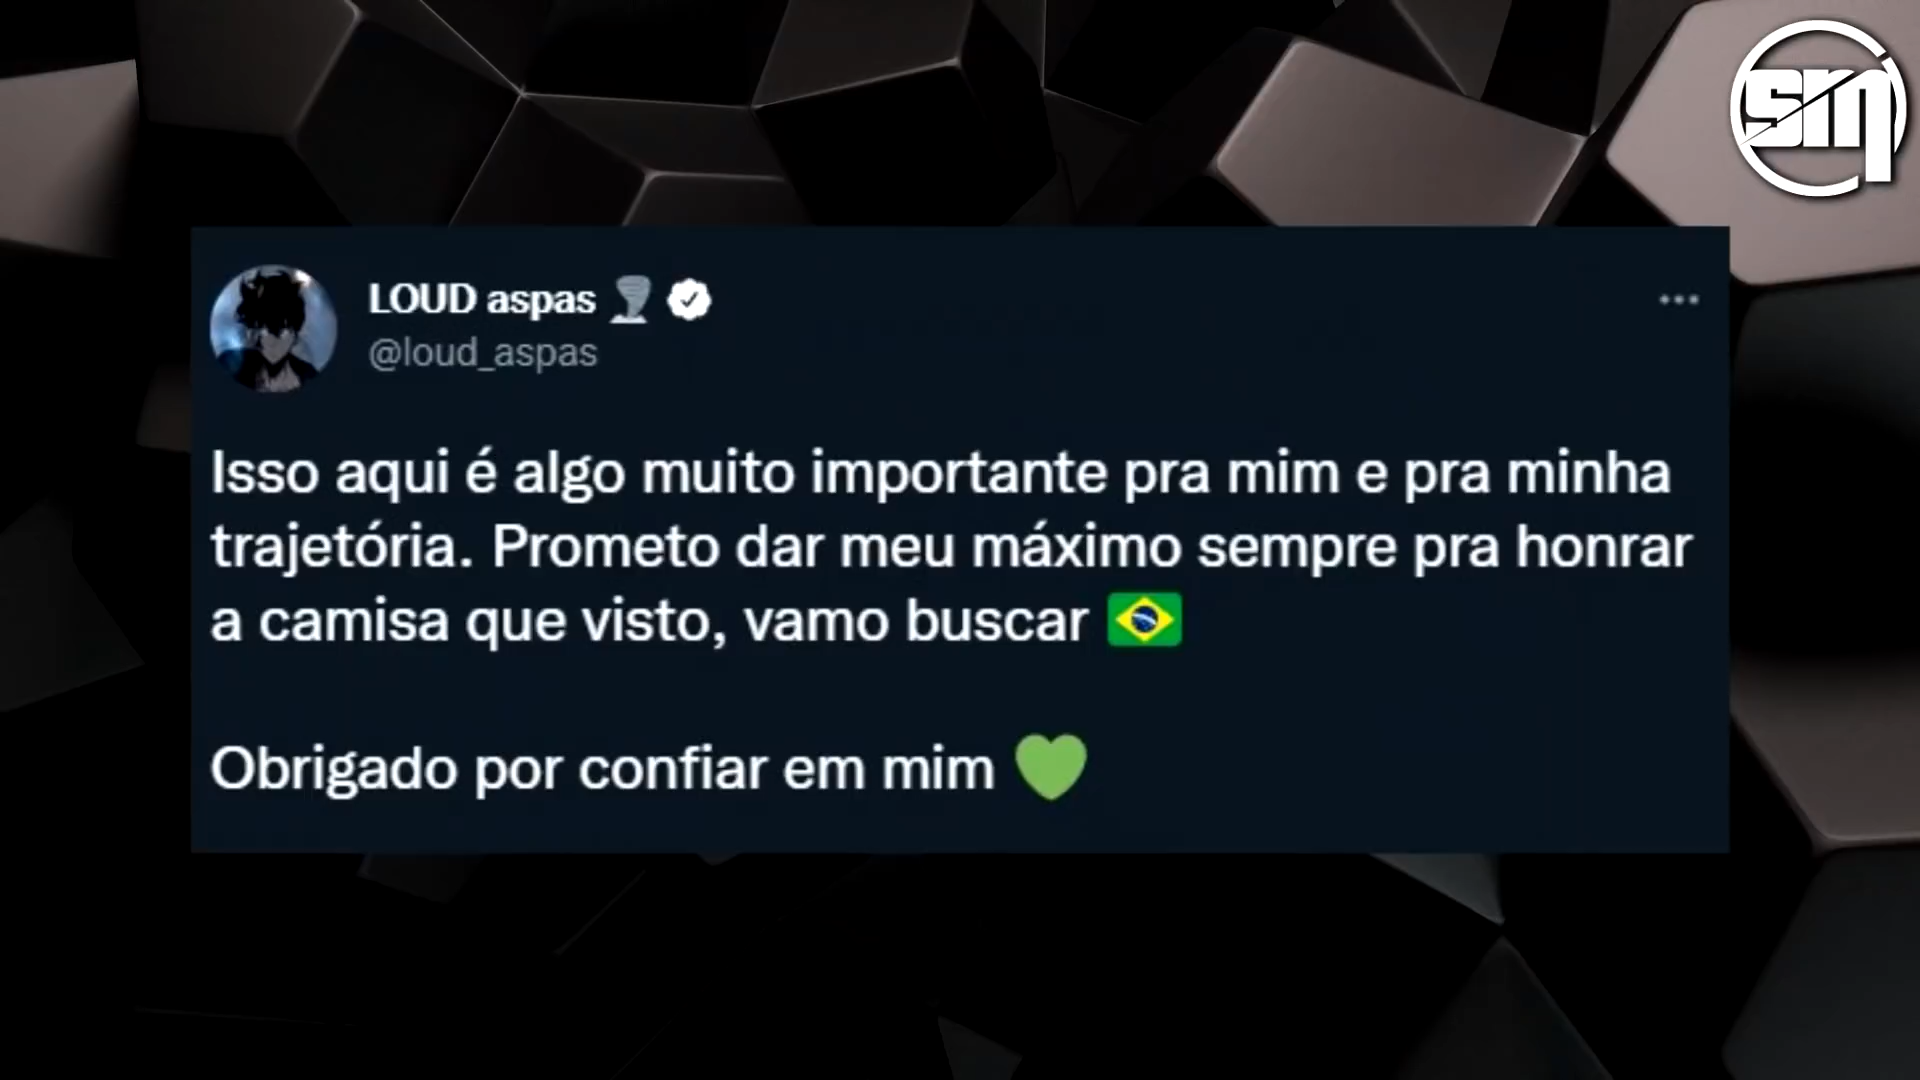 SM
LOUD aspas 🌪️
@loud_aspas
Isso aqui é algo muito importante pra mim e pra minha
trajetória. Prometo dar meu máximo sempre pra honrar
a camisa que visto, vamo buscar 🇧🇷
Obrigado por confiar em mim 💚